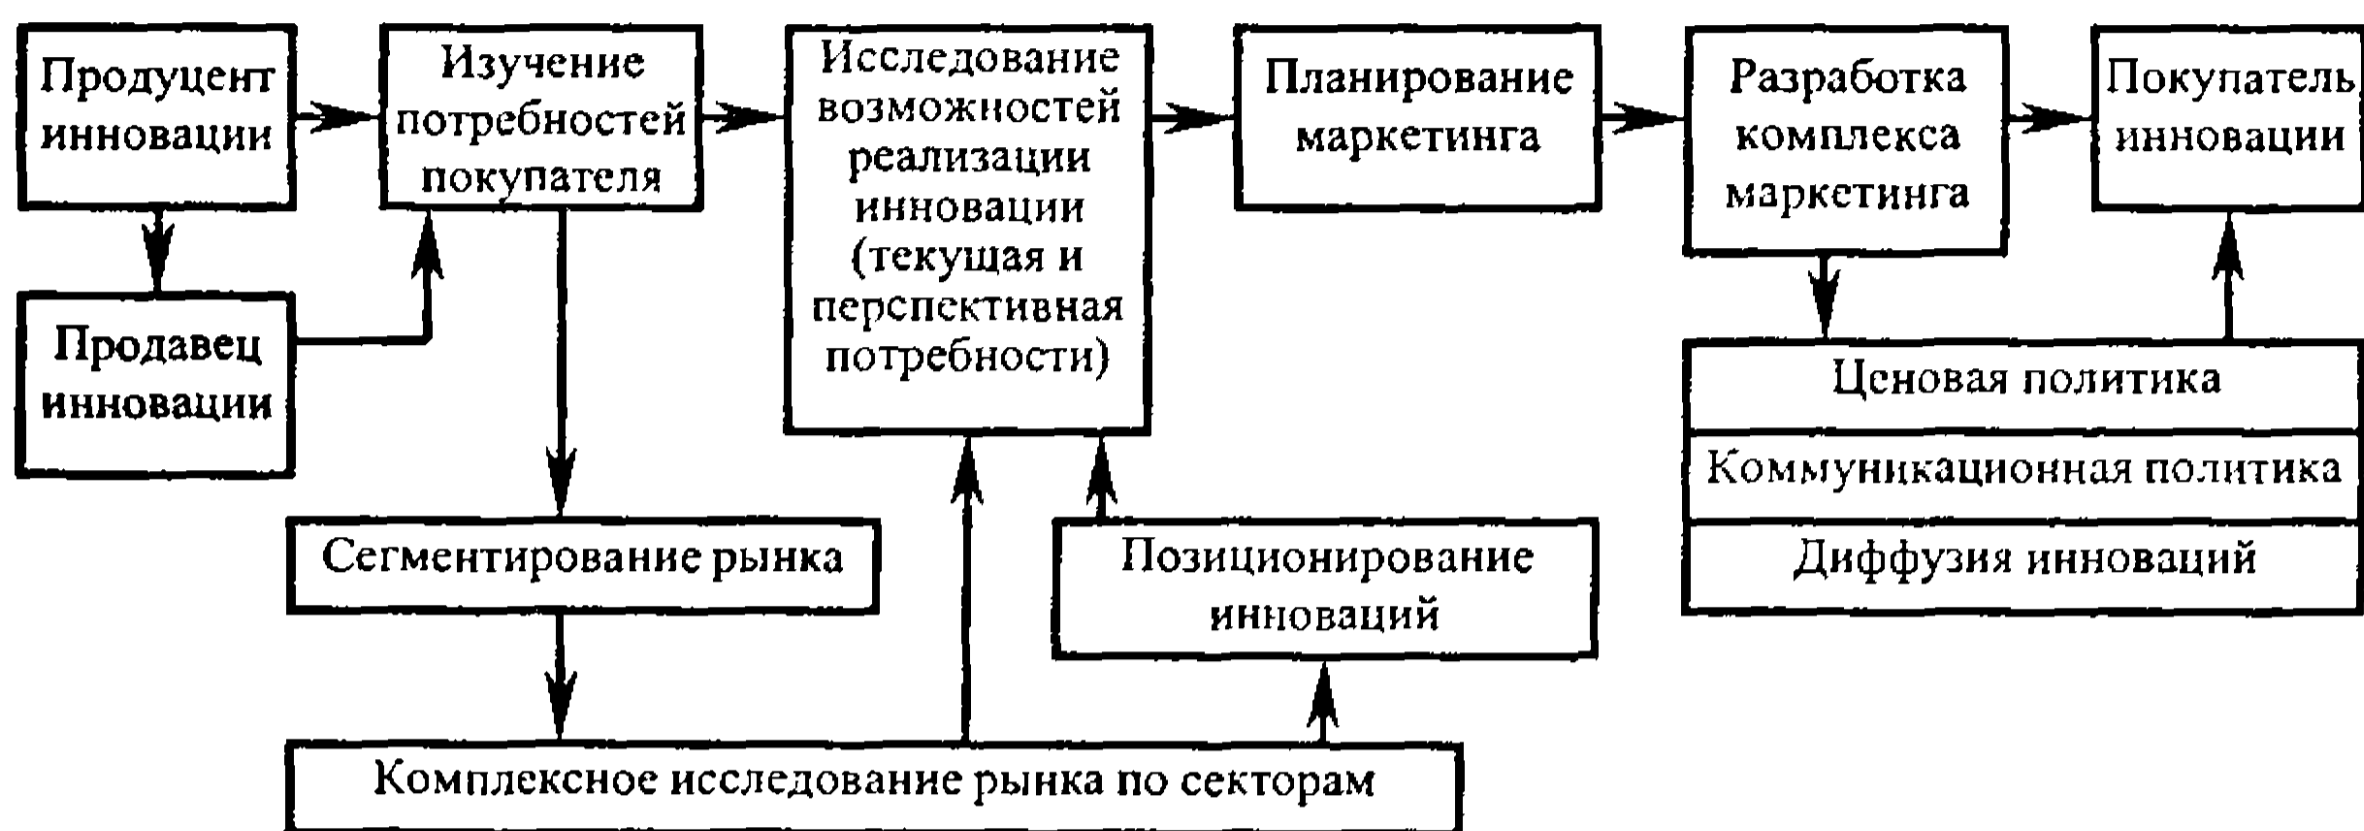 Продуцент
инновации
Изучение
потребностей
покупателя
Исследование
возможностей
реализации
инновации
(текущая и
перспективная
потребности)
Планирование
маркетинга
Разработка
комплекса
маркетинга
Покупатель
инновации
Продавец
инновации
Ценовая политика
Коммуникационная политика
Диффузия инноваций
Сегментирование рынка
Позиционирование
инноваций
Комплексное исследование рынка по секторам